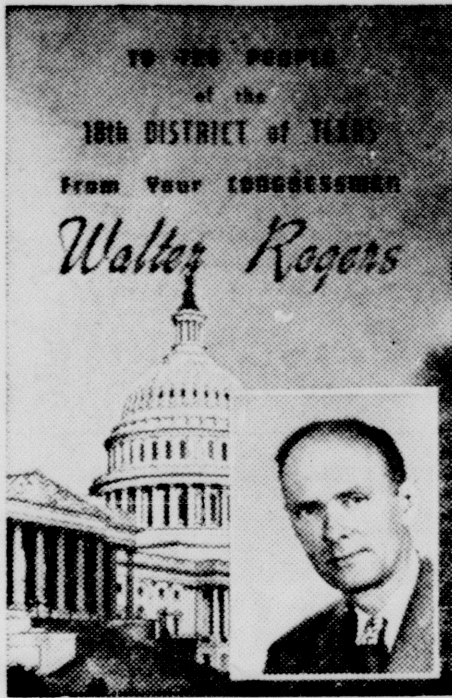 TO THE PEOPLE
of the
18th DISTRICT of TEXAS
From Your CONGRESSMAN
Walter Rogers